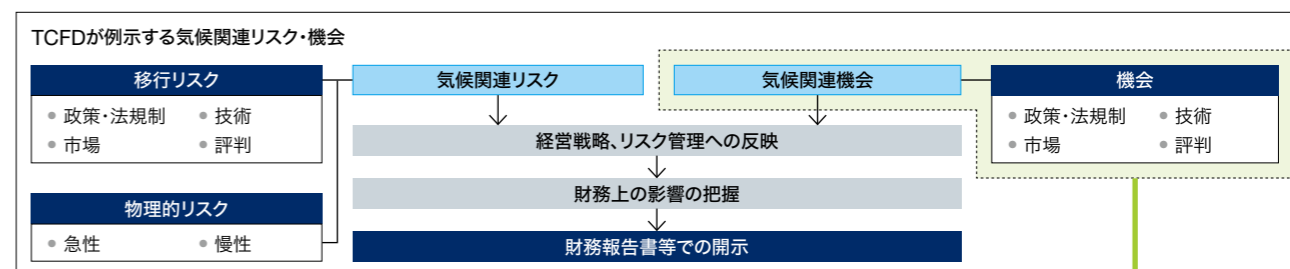 TCFDが例示する気候関連リスク・機会
移行リスク
● 政策・法規制 ● 技術
● 市場 ● 評判
物理的リスク
● 急性 ● 慢性
気候関連リスク
気候関連機会
経営戦略、リスク管理への反映
財務上の影響の把握
財務報告書等での開示
機会
● 政策・法規制 ● 技術
● 市場 ● 評判